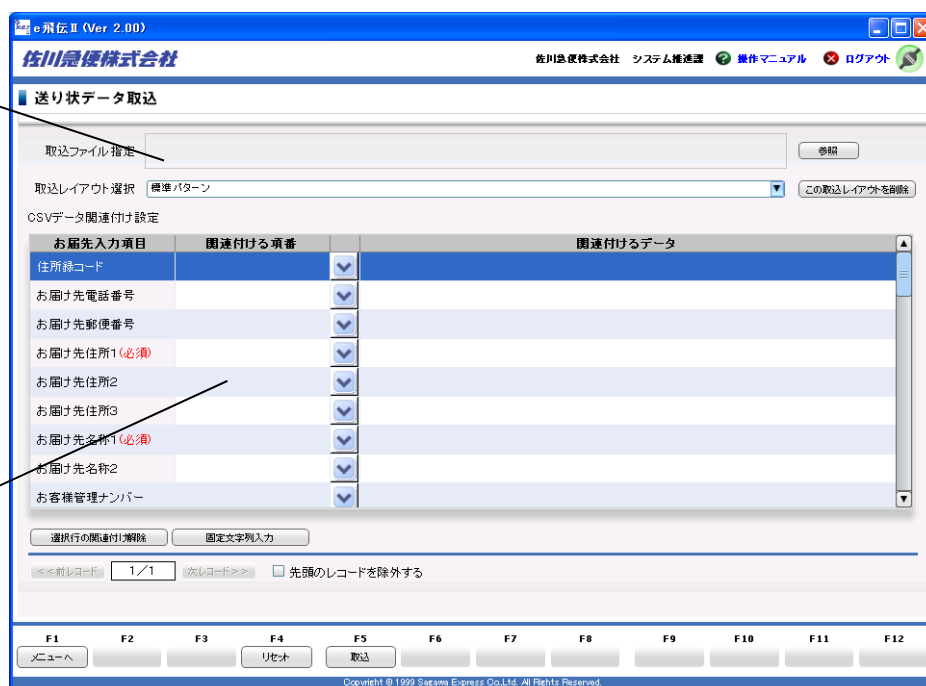 e飛伝Ⅱ (Ver 2.00)
佐川急便株式会社
佐川急便株式会社 システム推進課 操作マニュアル ログアウト
送り状データ取込
取込ファイル指定 参照
取込レイアウト選択 標準パターン この取込レイアウトを削除
CSVデータ関連付け設定
お届先入力項目 関連付ける項番 関連付けるデータ
住所録コード
お届け先電話番号
お届け先郵便番号
お届け先住所1(必須)
お届け先住所2
お届け先住所3
お届け先名称1(必須)
お届け先名称2
お客様管理ナンバー
選択行の関連付け解除 固定文字列入力
<<前レコード 1/1 次レコード>> 先頭のレコードを除外する
F1 F2 F3 F4 F5 F6 F7 F8 F9 F10 F11 F12
メニューへ リセット 取込
Copyright © 1999 Sagawa Express Co.,Ltd. All Rights Reserved.